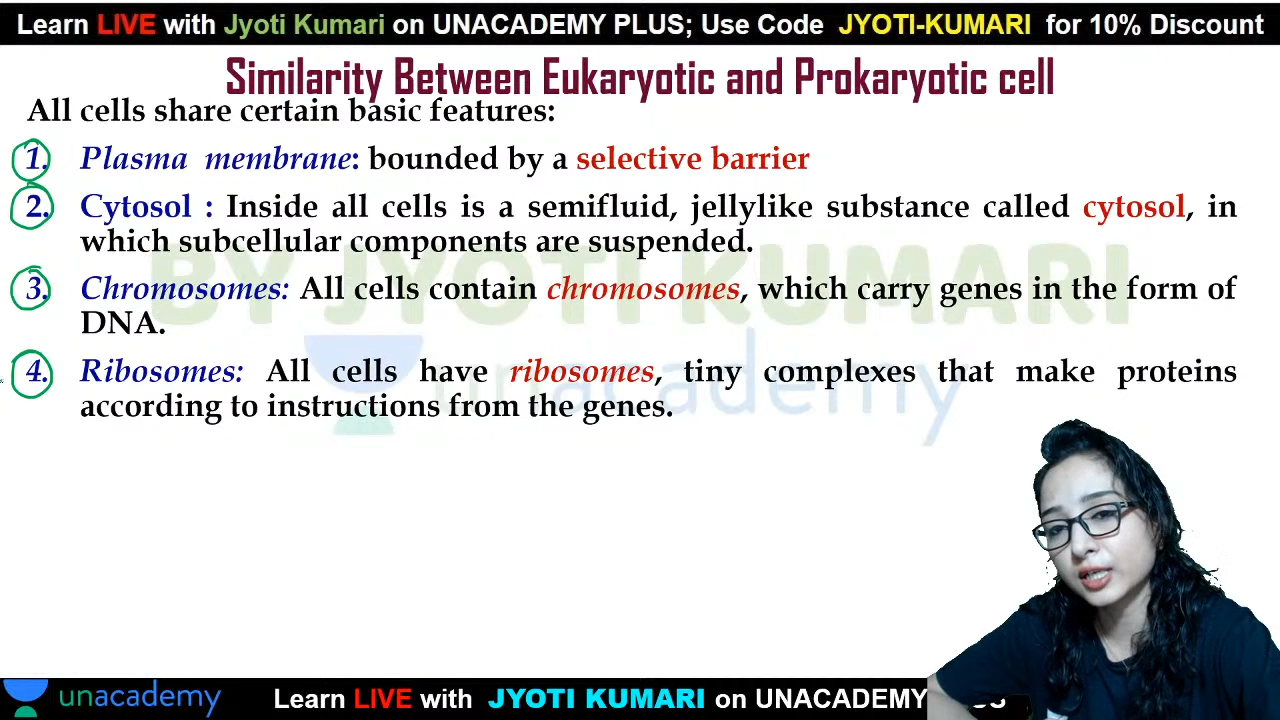 Learn LIVE with Jyoti Kumari on UNACADEMY PLUS; Use Code JYOTI-KUMARI for 10% Discount
Similarity Between Eukaryotic and Prokaryotic cell
All cells share certain basic features:
1. Plasma membrane: bounded by a selective barrier
2. Cytosol : Inside all cells is a semifluid, jellylike substance called cytosol, in
which subcellular components are suspended.
BY JYOTI KUMARI
3. Chromosomes: All cells contain chromosomes, which carry genes in the form of
DNA.
4. Ribosomes: All cells have ribosomes, tiny complexes that make proteins
unacademy
according to instructions from the genes.
unacademy
Learn LIVE with JYOTI KUMARI on UNACADEMY